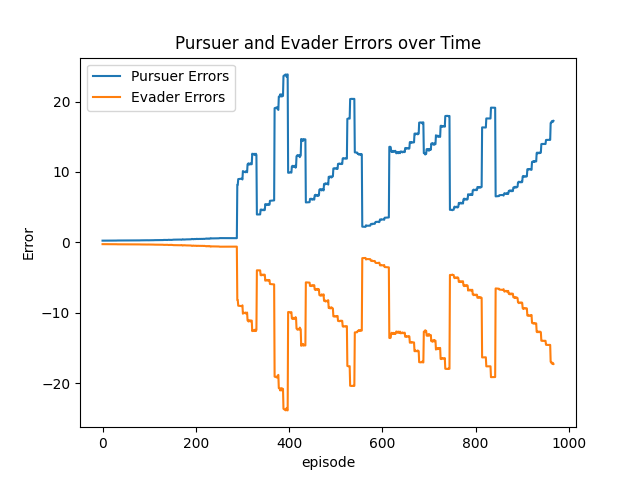 Pursuer and Evader Errors over Time
Pursuer Errors
Evader Errors
20
10
0
−10
−20
Error
0 200 400 600 800 1000
episode